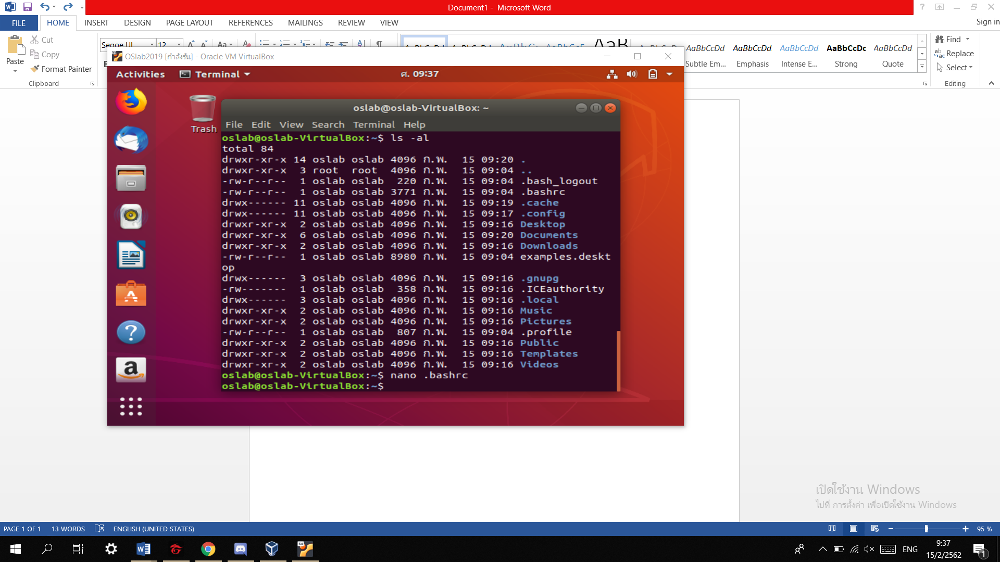 Document1 -  Microsoft Word
Sign in
FILE HOME INSERT DESIGN PAGE LAYOUT REFERENCES MAILINGS REVIEW VIEW
Paste
Cut
Copy
Format Painter
Clipboard
Segoe UI 12
AaBbCcDd AaBbCcDd AaBbCcDd AaBbCcDc AaBbCcDd
Subtle Em... Emphasis Intense E... Strong Quote
Find
Replace
Select
Editing
OSlab2019 [กำลังรัน] - Oracle VM VirtualBox
Activities Terminal ศ. 09:37
Trash
oslab@oslab-VirtualBox: ~
File Edit View Search Terminal Help
oslab@oslab-VirtualBox:~$ ls -al
total 84
drwxr-xr-x 14 oslab oslab 4096 ก.พ.  15 09:20 .
drwxr-xr-x  3 root  root  4096 ก.พ.  15 09:04 ..
-rw-r--r--  1 oslab oslab  220 ก.พ.  15 09:04 .bash_logout
-rw-r--r--  1 oslab oslab 3771 ก.พ.  15 09:04 .bashrc
drwx------ 11 oslab oslab 4096 ก.พ.  15 09:19 .cache
drwx------ 11 oslab oslab 4096 ก.พ.  15 09:17 .config
drwxr-xr-x  2 oslab oslab 4096 ก.พ.  15 09:16 Desktop
drwxr-xr-x  6 oslab oslab 4096 ก.พ.  15 09:20 Documents
drwxr-xr-x  2 oslab oslab 4096 ก.พ.  15 09:16 Downloads
-rw-r--r--  1 oslab oslab 8980 ก.พ.  15 09:04 examples.deskt
op
drwx------  3 oslab oslab 4096 ก.พ.  15 09:16 .gnupg
-rw-------  1 oslab oslab  358 ก.พ.  15 09:16 .ICEauthority
drwx------  3 oslab oslab 4096 ก.พ.  15 09:16 .local
drwxr-xr-x  2 oslab oslab 4096 ก.พ.  15 09:16 Music
drwxr-xr-x  2 oslab oslab 4096 ก.พ.  15 09:16 Pictures
-rw-r--r--  1 oslab oslab  807 ก.พ.  15 09:04 .profile
drwxr-xr-x  2 oslab oslab 4096 ก.พ.  15 09:16 Public
drwxr-xr-x  2 oslab oslab 4096 ก.พ.  15 09:16 Templates
drwxr-xr-x  2 oslab oslab 4096 ก.พ.  15 09:16 Videos
oslab@oslab-VirtualBox:~$ nano .bashrc
oslab@oslab-VirtualBox:~$
เปิดใช้งาน Windows
ไปที่ การตั้งค่า เพื่อเปิดใช้งาน Windows
PAGE 1 OF 1 13 WORDS ENGLISH (UNITED STATES) 95 %
ENG
9:37
15/2/2562
1